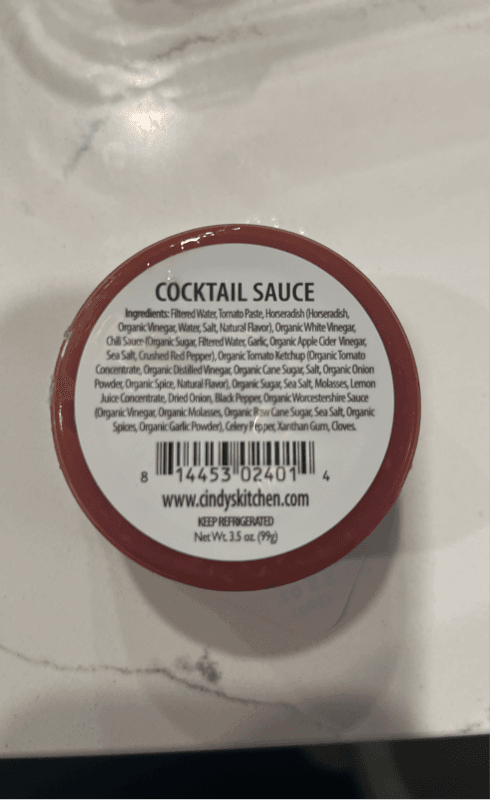 COCKTAIL SAUCE
Ingredients: Filtered Water, Tomato Paste, Horseradish (Horseradish,
Organic Vinegar, Water, Salt, Natural Flavor), Organic White Vinegar,
Chili Sauce (Organic Sugar, Filtered Water, Garlic, Organic Apple Cider Vinegar,
Sea Salt, Crushed Red Pepper), Organic Tomato Ketchup (Organic Tomato
Concentrate, Organic Distilled Vinegar, Organic Cane Sugar, Salt, Organic Onion
Powder, Organic Spice, Natural Flavor), Organic Sugar, Sea Salt, Molasses, Lemon
Juice Concentrate, Dried Onion, Black Pepper, Organic Worcestershire Sauce
(Organic Vinegar, Organic Molasses, Organic Raw Cane Sugar, Sea Salt, Organic
Spices, Organic Garlic Powder), Celery Pepper, Xanthan Gum, Cloves.
8 14453 02401 4
www.cindyskitchen.com
KEEP REFRIGERATED
Net Wt. 3.5 oz. (99g)